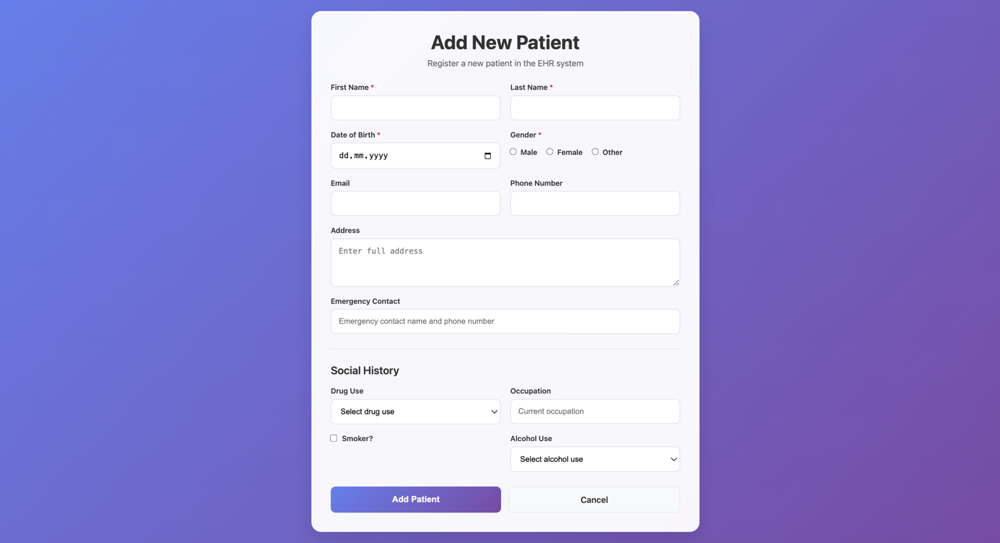 Add New Patient
Register a new patient in the EHR system
First Name *
Last Name *
Date of Birth *
Gender *
dd.mm.yyyy
Male
Female
Other
Email
Phone Number
Address
Enter full address
Emergency Contact
Emergency contact name and phone number
Social History
Drug Use
Occupation
Select drug use
Current occupation
Smoker?
Alcohol Use
Select alcohol use
Add Patient
Cancel